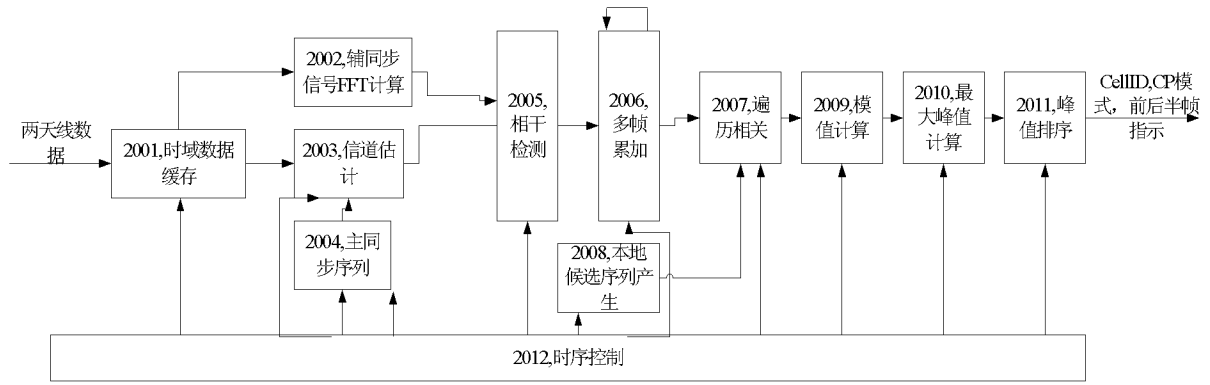 两天线数
据
2001,时域数据
缓存
2002,辅同步
信号FFT计算
2003,信道估
计
2004,主同
步序列
2005,
相干
检测
2006,
多帧
累加
2007,遍
历相关
2008,本地
候选序列产
生
2009,模
值计算
2010,最
大峰值
计算
2011,峰
值排序
CellID,CP模
式，前后半帧
指示
2012,时序控制